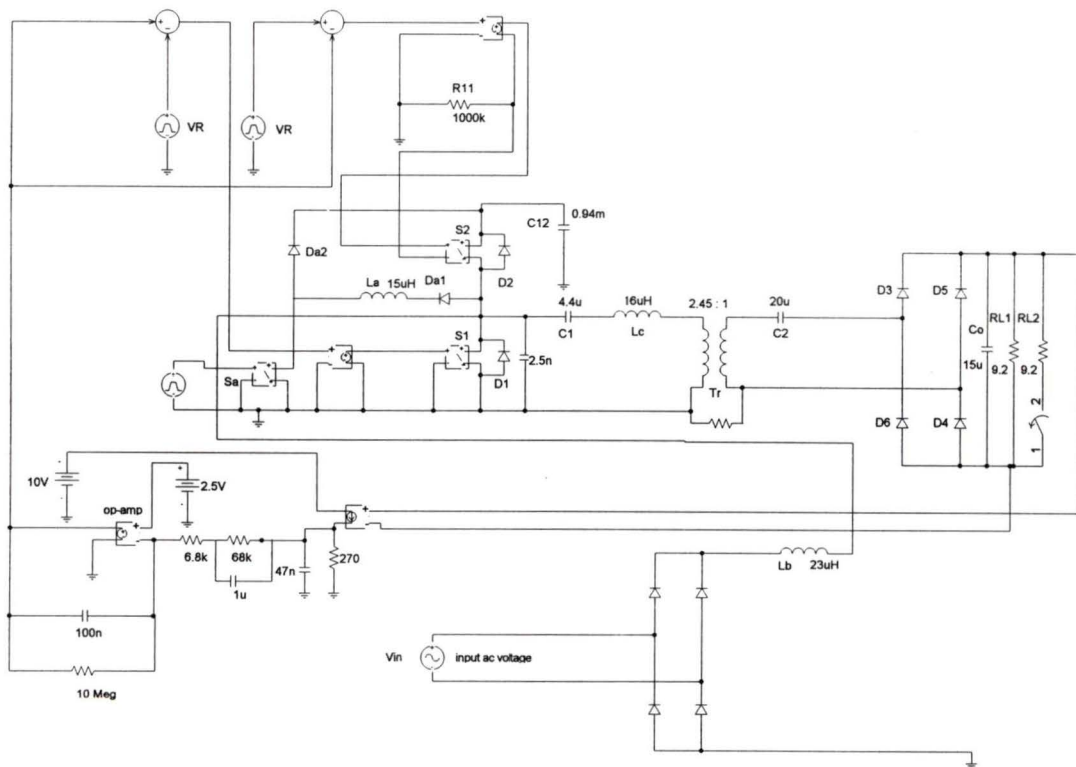 VR
VR
R11
1000k
S2
C12
0.94m
Da2
D2
La 15uH
Da1
4.4u
C1
16uH
Lc
2.45 : 1
20u
C2
D3
D5
Co
15u
RL1
RL2
9.2
9.2
S1
2.5n
D1
Sa
Tr
D6
D4
2
1
10V
2.5V
op-amp
6.8k
68k
1u
47n
270
100n
10 Meg
Lb
23uH
Vin
input ac voltage